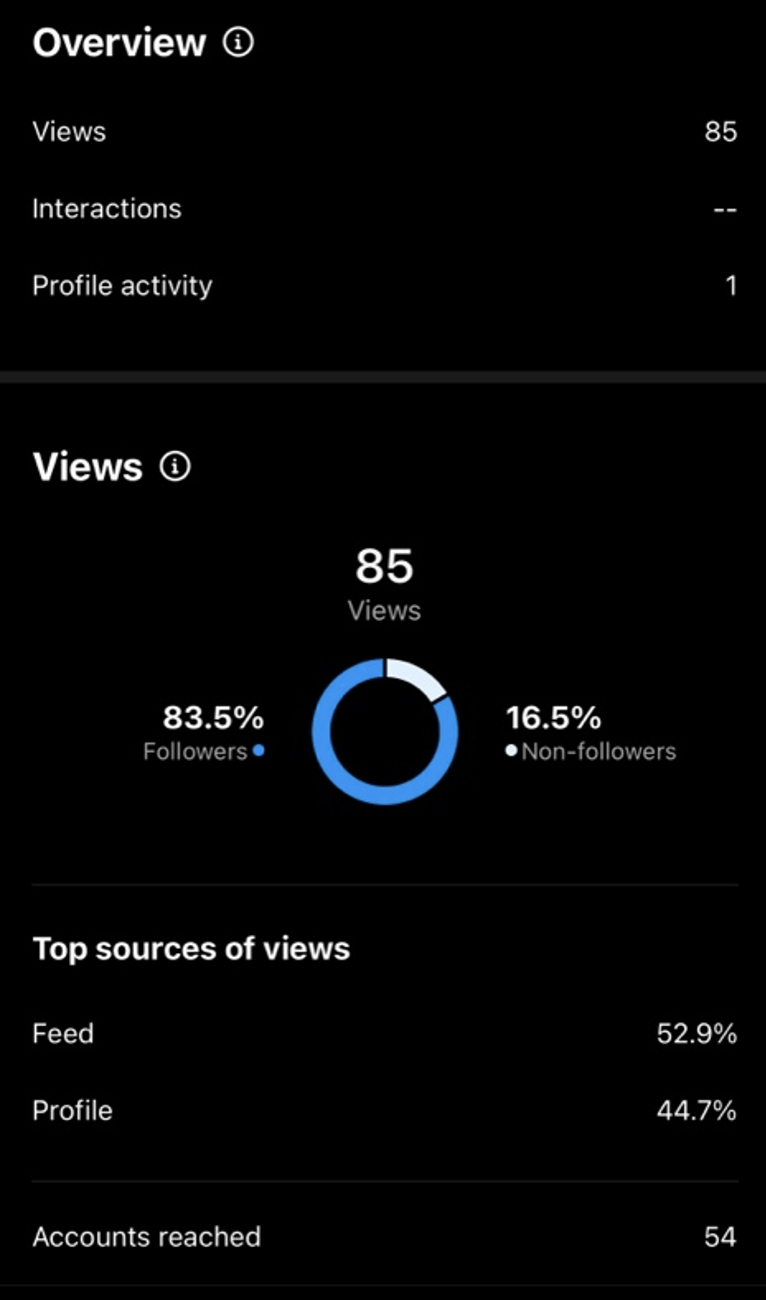 Overview
Views 85
Interactions --
Profile activity 1
Views
85
Views
83.5% 16.5%
Followers Non-followers
Top sources of views
Feed 52.9%
Profile 44.7%
Accounts reached 54